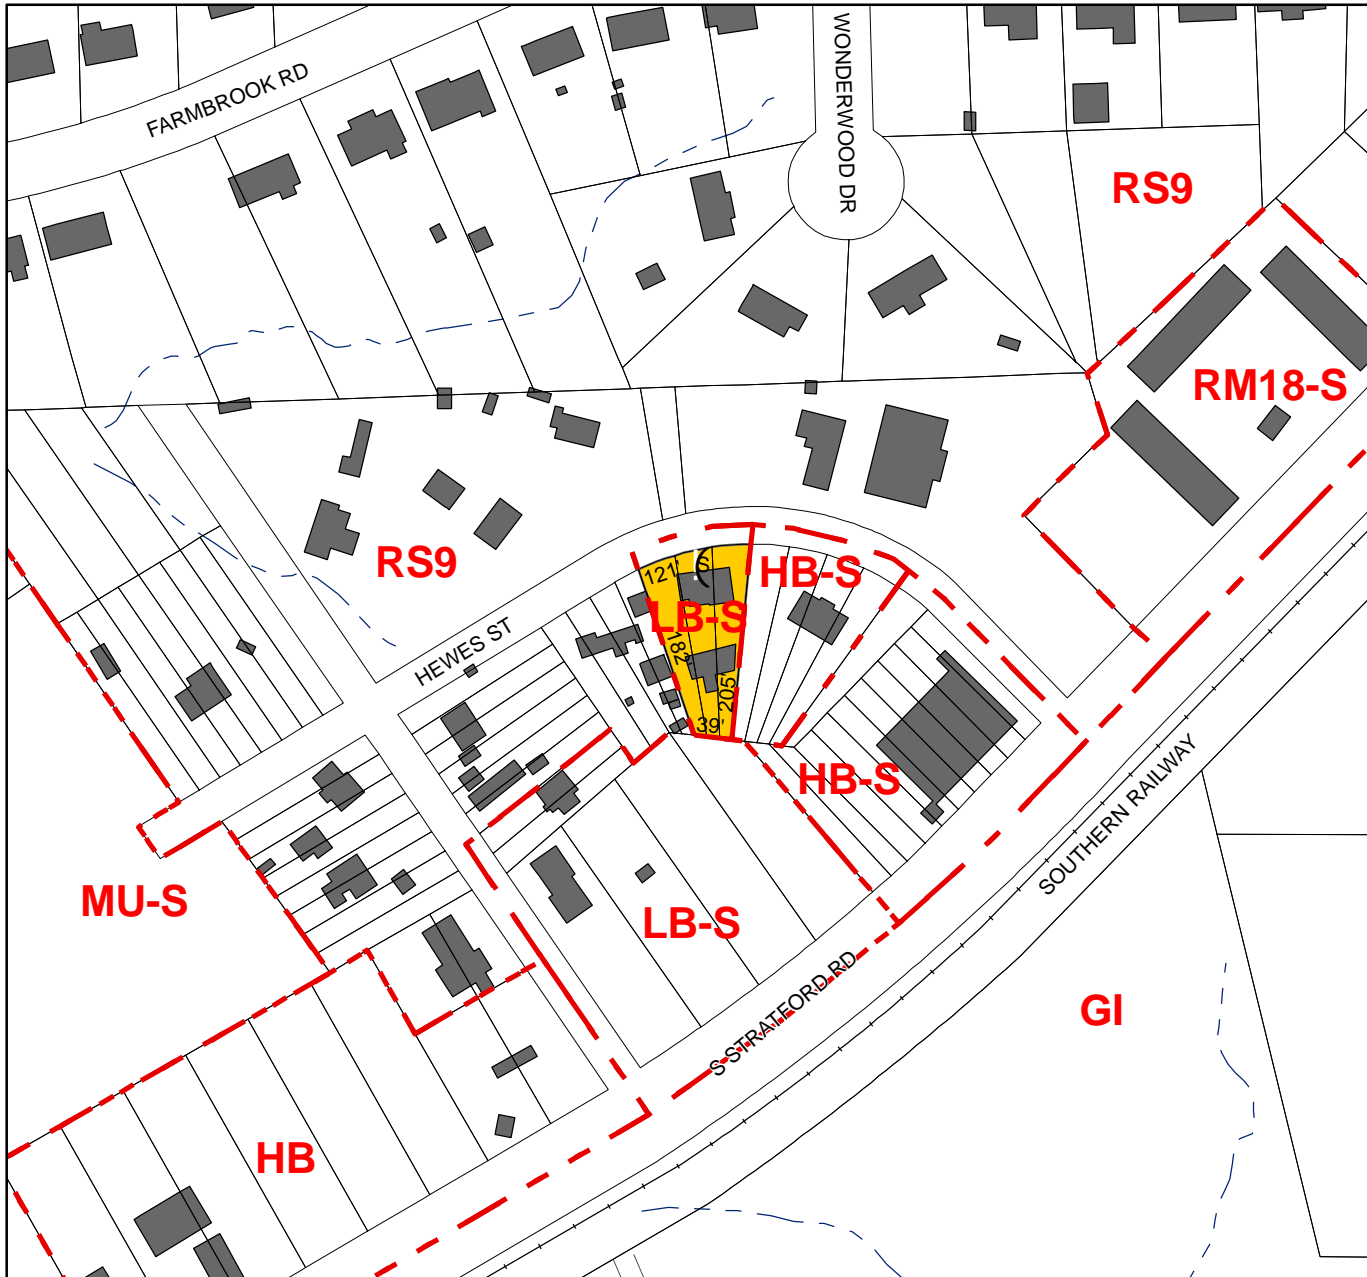 WONDERWOOD DR
FARMBROOK RD
RS9
RM18-S
RS9
HEWES ST
121'
S
HB-S
LB-S
182'
205'
39'
HB-S
SOUTHERN RAILWAY
MU-S
LB-S
S STRATFORD RD
GI
HB